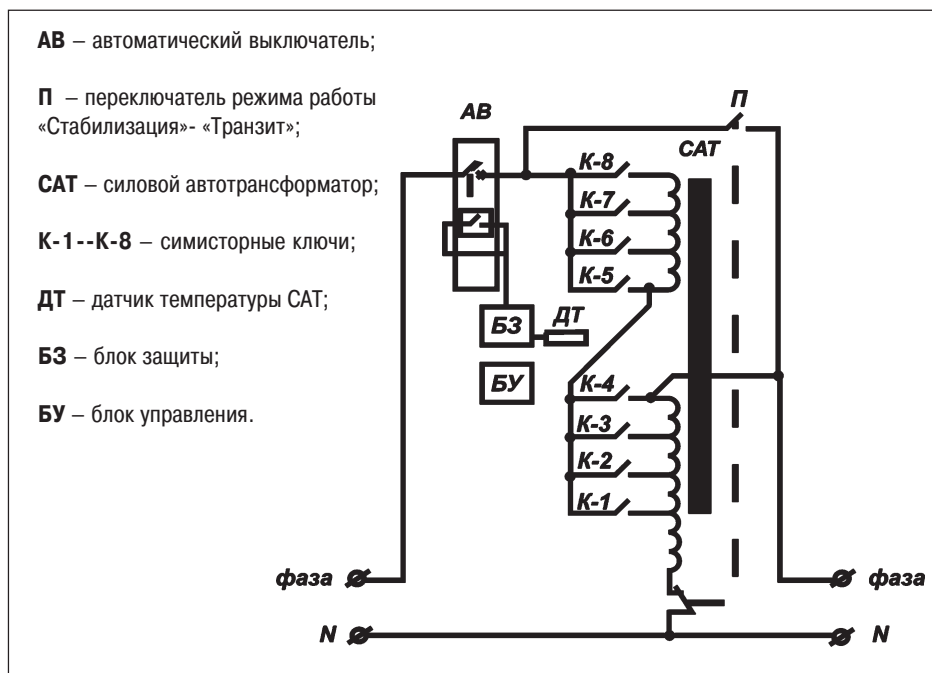 АВ – автоматический выключатель;
П – переключатель режима работы
«Стабилизация»- «Транзит»;
САТ – силовой автотрансформатор;
К-1--К-8 – симисторные ключи;
ДТ – датчик температуры САТ;
БЗ – блок защиты;
БУ – блок управления.
АВ
П
САТ
К-8
К-7
К-6
К-5
БЗ
ДТ
БУ
К-4
К-3
К-2
К-1
фаза
фаза
N
N